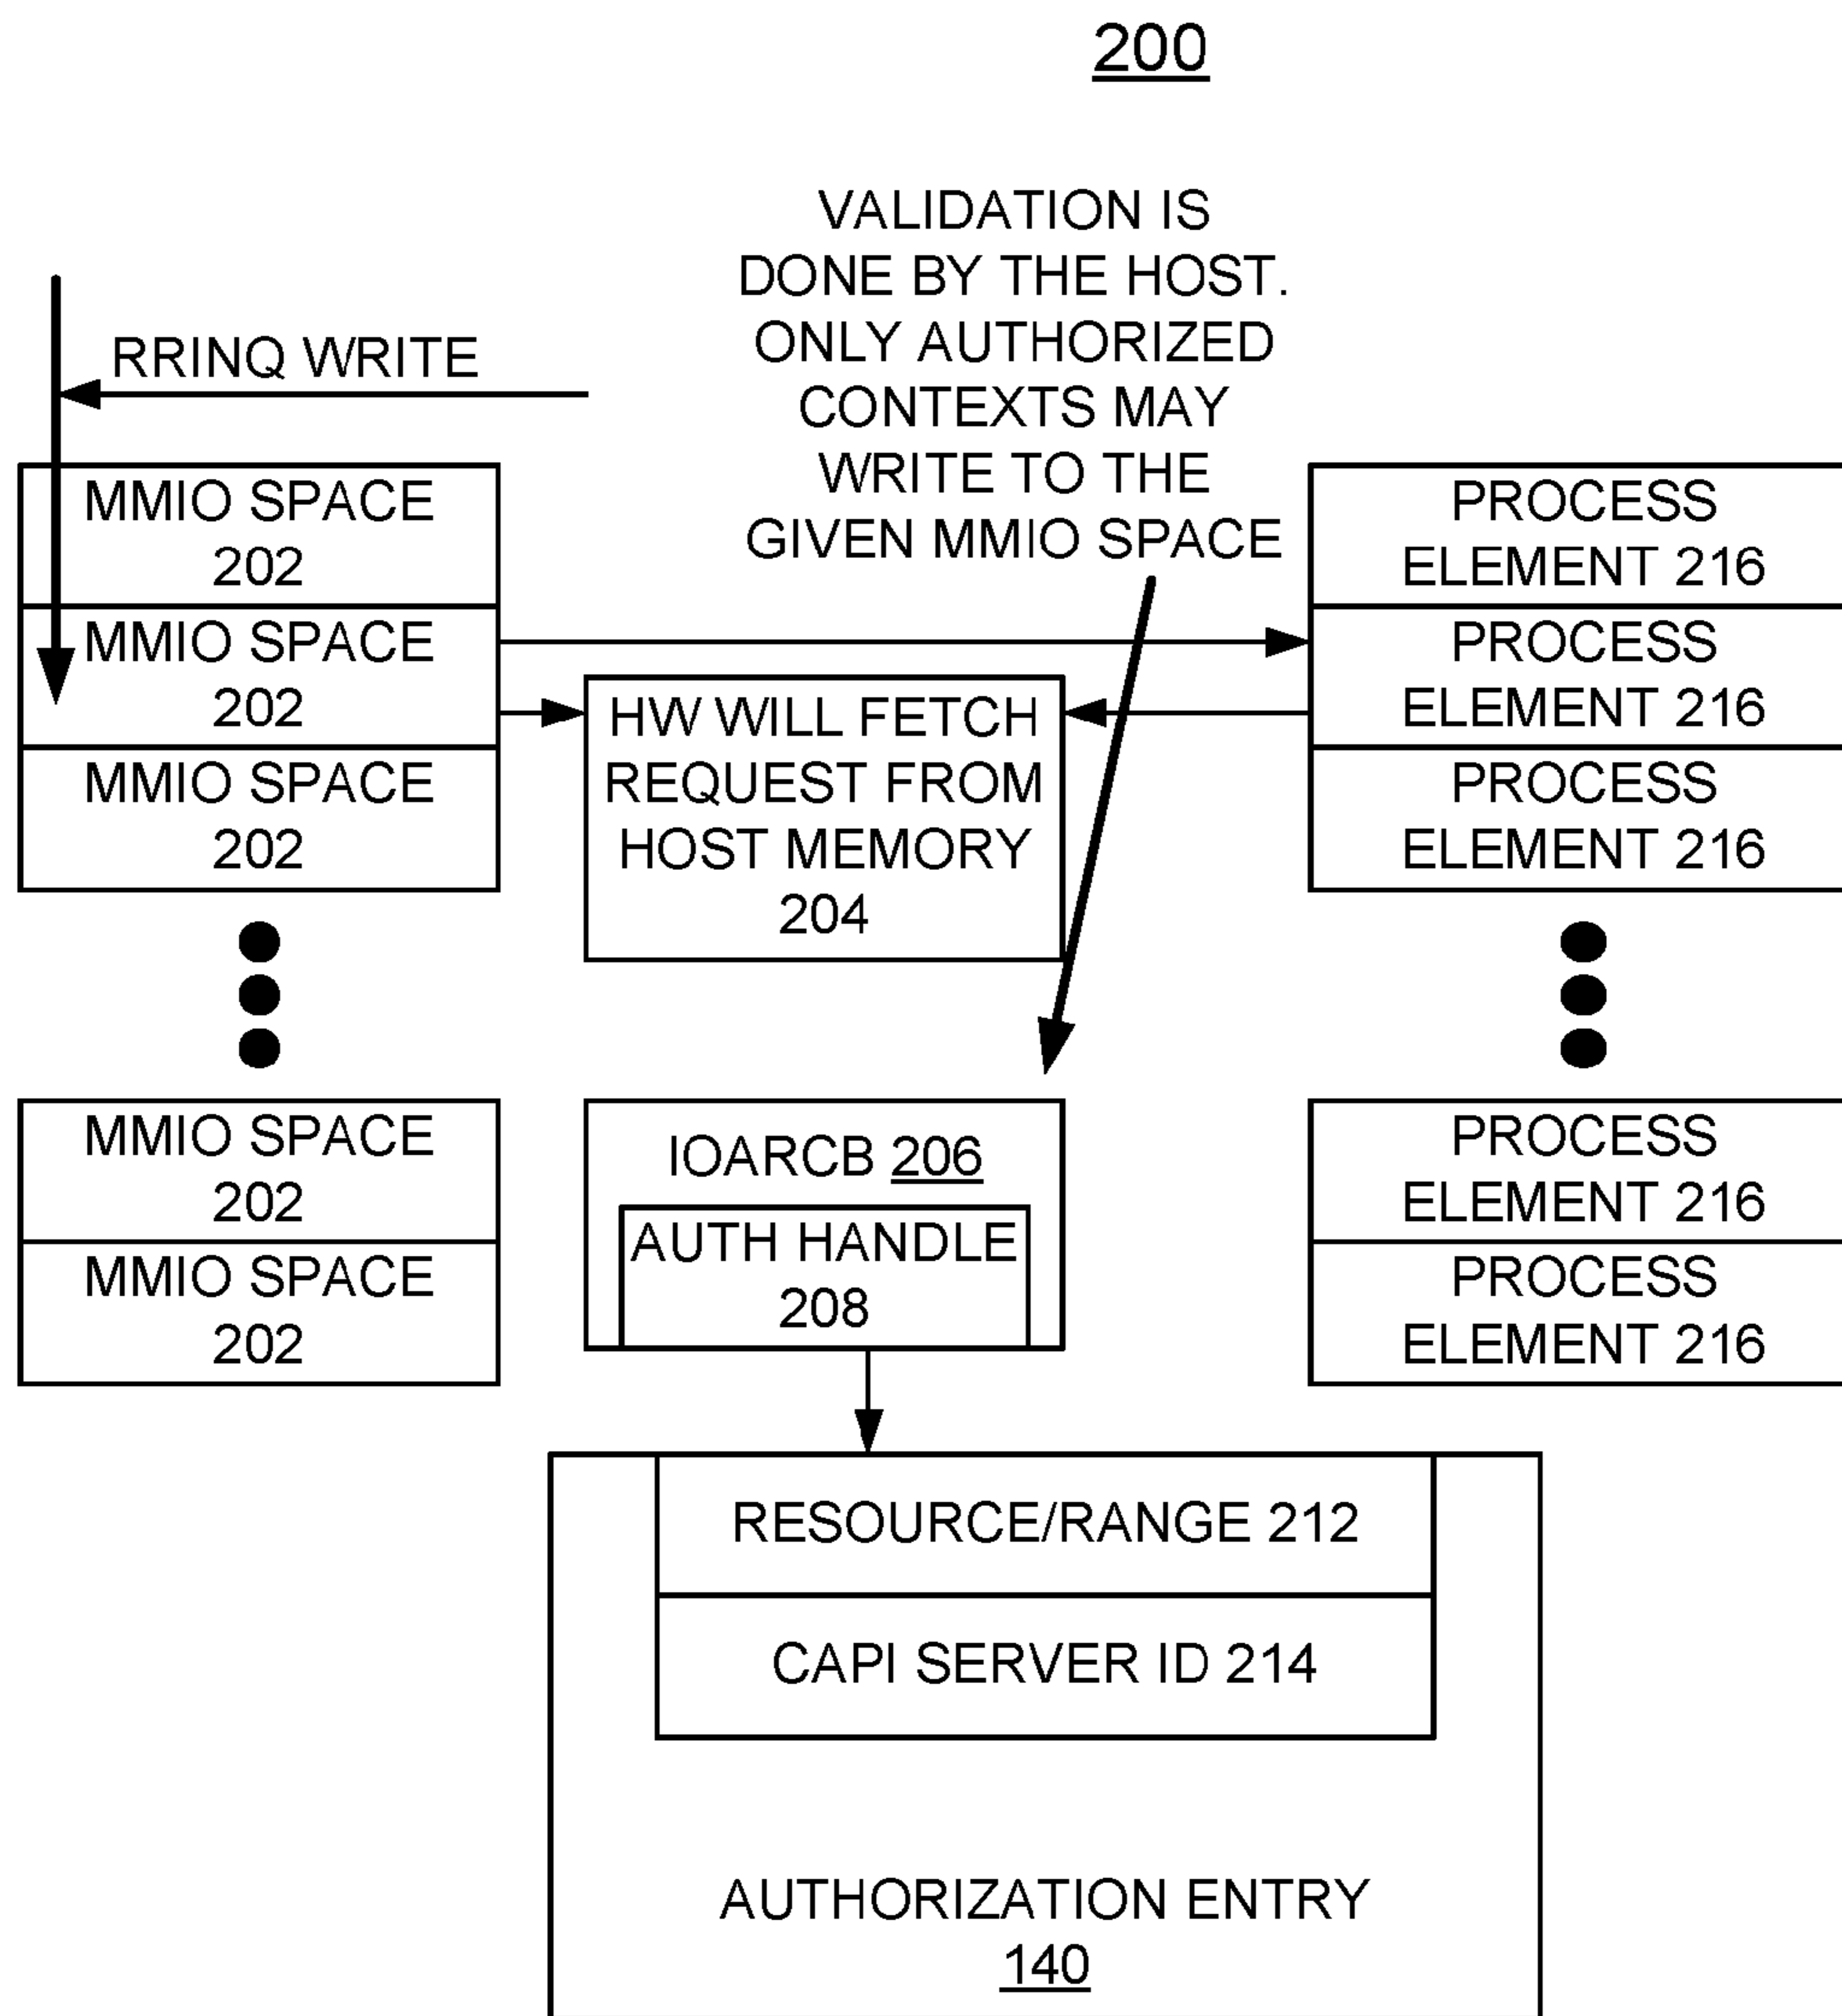 200
VALIDATION IS
DONE BY THE HOST.
ONLY AUTHORIZED
CONTEXTS MAY
WRITE TO THE
GIVEN MMIO SPACE
RRINQ WRITE
MMIO SPACE
202
MMIO SPACE
202
MMIO SPACE
202
MMIO SPACE
202
MMIO SPACE
202
HW WILL FETCH
REQUEST FROM
HOST MEMORY
204
IOARCB 206
AUTH HANDLE
208
PROCESS
ELEMENT 216
PROCESS
ELEMENT 216
PROCESS
ELEMENT 216
PROCESS
ELEMENT 216
PROCESS
ELEMENT 216
RESOURCE/RANGE 212
CAPI SERVER ID 214
AUTHORIZATION ENTRY
140